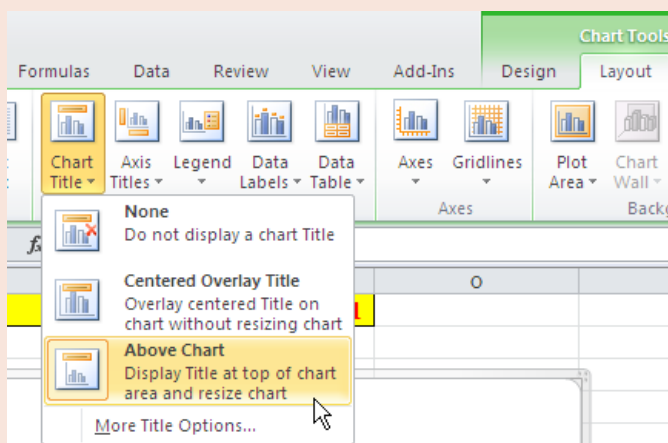 Chart Tools
Formulas Data Review View Add-Ins Design Layout
Chart Title Axis Titles Legend Data Labels Data Table Axes Gridlines Plot Area Chart Wall
Axes
None
Do not display a chart Title
Centered Overlay Title
Overlay centered Title on
chart without resizing chart
O
Above Chart
Display Title at top of chart
area and resize chart
More Title Options...